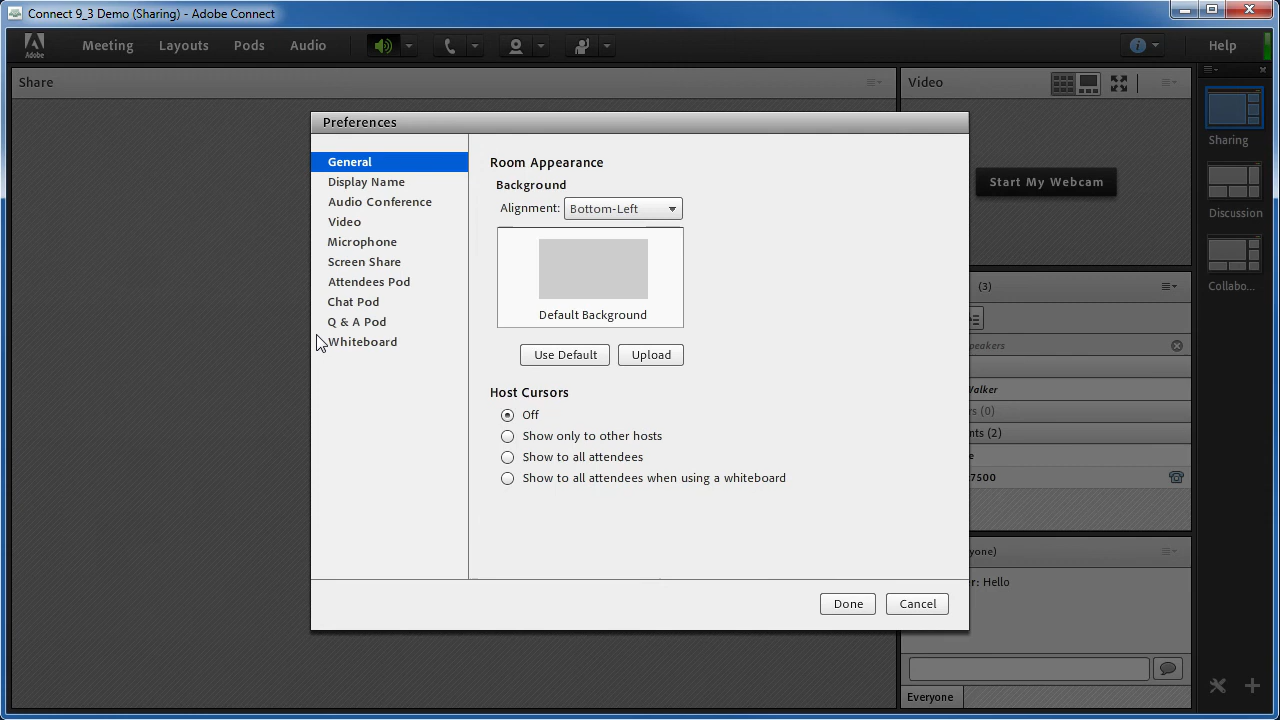 Connect 9_3 Demo (Sharing) - Adobe Connect
Adobe
Meeting
Layouts
Pods
Audio
Help
Share
Video
Sharing
Start My Webcam
Discussion
Collabo...
Preferences
General
Display Name
Audio Conference
Video
Microphone
Screen Share
Attendees Pod
Chat Pod
Q & A Pod
Whiteboard
Room Appearance
Background
Alignment: Bottom-Left
Default Background
Use Default
Upload
Host Cursors
Off
Show only to other hosts
Show to all attendees
Show to all attendees when using a whiteboard
Done
Cancel
(3)
peakers
Walker
rs (0)
nts (2)
e
7500
yone)
r: Hello
Everyone